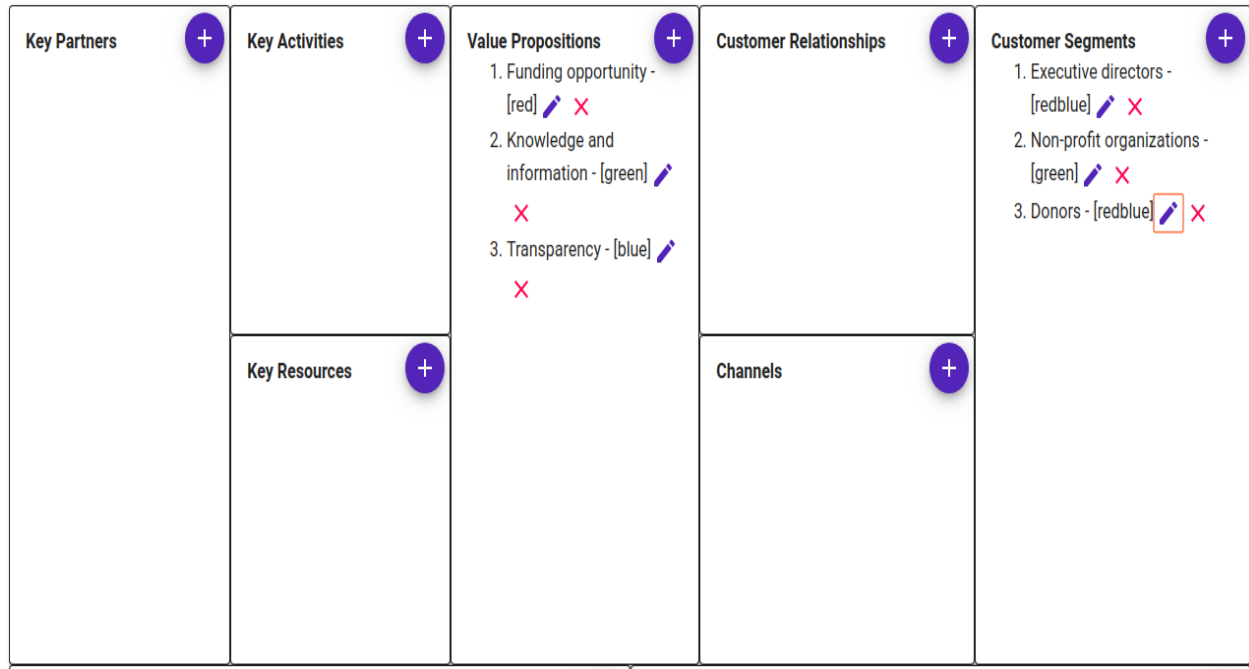 Key Partners
Key Activities
Value Propositions
1. Funding opportunity -
[red]
2. Knowledge and
information - [green]
3. Transparency - [blue]
Customer Relationships
Customer Segments
1. Executive directors -
[redblue]
2. Non-profit organizations -
[green]
3. Donors - [redblue]
Key Resources
Channels